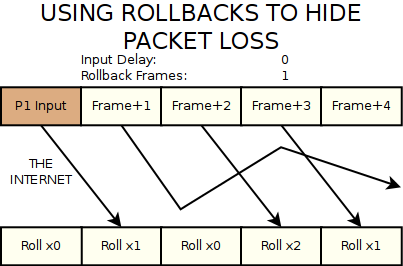 USING ROLLBACKS TO HIDE
PACKET LOSS
Input Delay: 0
Rollback Frames: 1
P1 Input Frame+1 Frame+2 Frame+3 Frame+4
THE
INTERNET
Roll x0 Roll x1 Roll x0 Roll x2 Roll x1